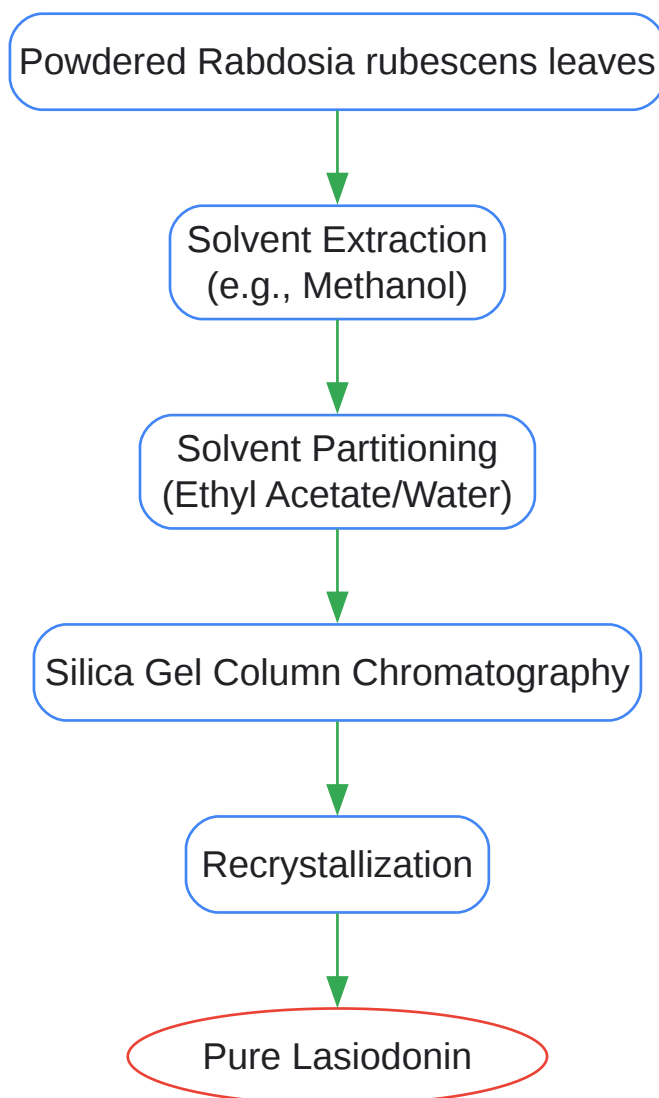 Powdered Rabdosia rubescens leaves
Solvent Extraction
(e.g., Methanol)
Solvent Partitioning
(Ethyl Acetate/Water)
Silica Gel Column Chromatography
Recrystallization
Pure Lasiodonin